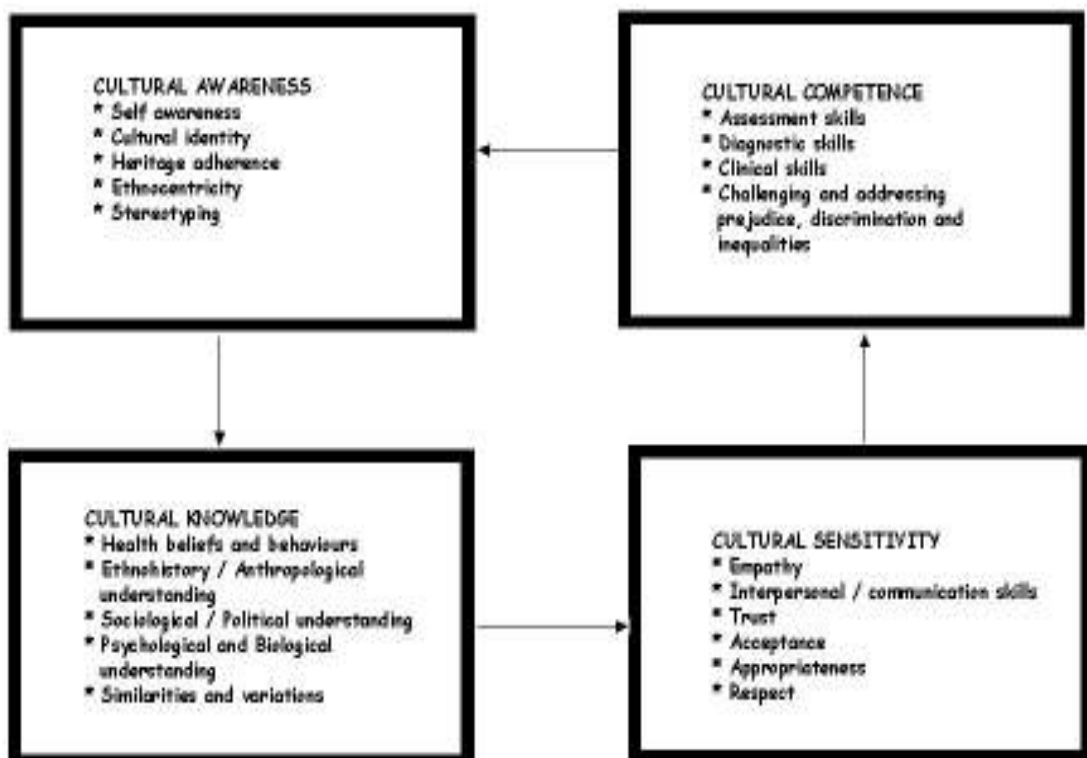 CULTURAL AWARENESS
* Self awareness
* Cultural identity
* Heritage adherence
* Ethnocentricity
* Stereotyping
CULTURAL COMPETENCE
* Assessment skills
* Diagnostic skills
* Clinical skills
* Challenging and addressing
prejudice, discrimination and
inequalities
CULTURAL KNOWLEDGE
* Health beliefs and behaviours
* Ethnohistory / Anthropological
understanding
* Sociological / Political understanding
* Psychological and Biological
understanding
* Similarities and variations
CULTURAL SENSITIVITY
* Empathy
* Interpersonal / communication skills
* Trust
* Acceptance
* Appropriateness
* Respect